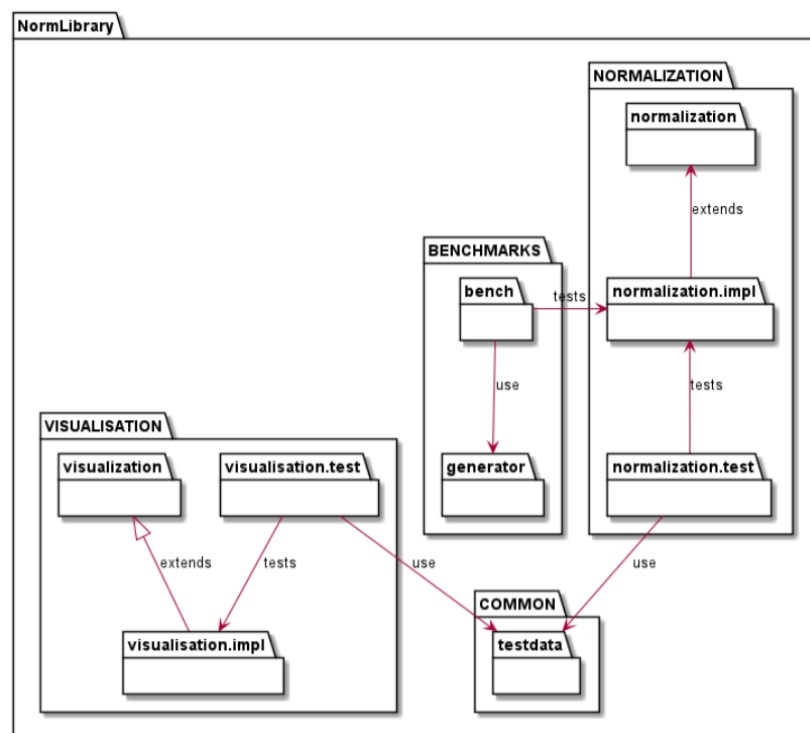 NormLibrary
NORMALIZATION
normalization
extends
BENCHMARKS
bench
tests
normalization.impl
use
tests
VISUALISATION
visualization
visualisation.test
generator
normalization.test
extends
tests
use
use
COMMON
visualisation.impl
testdata